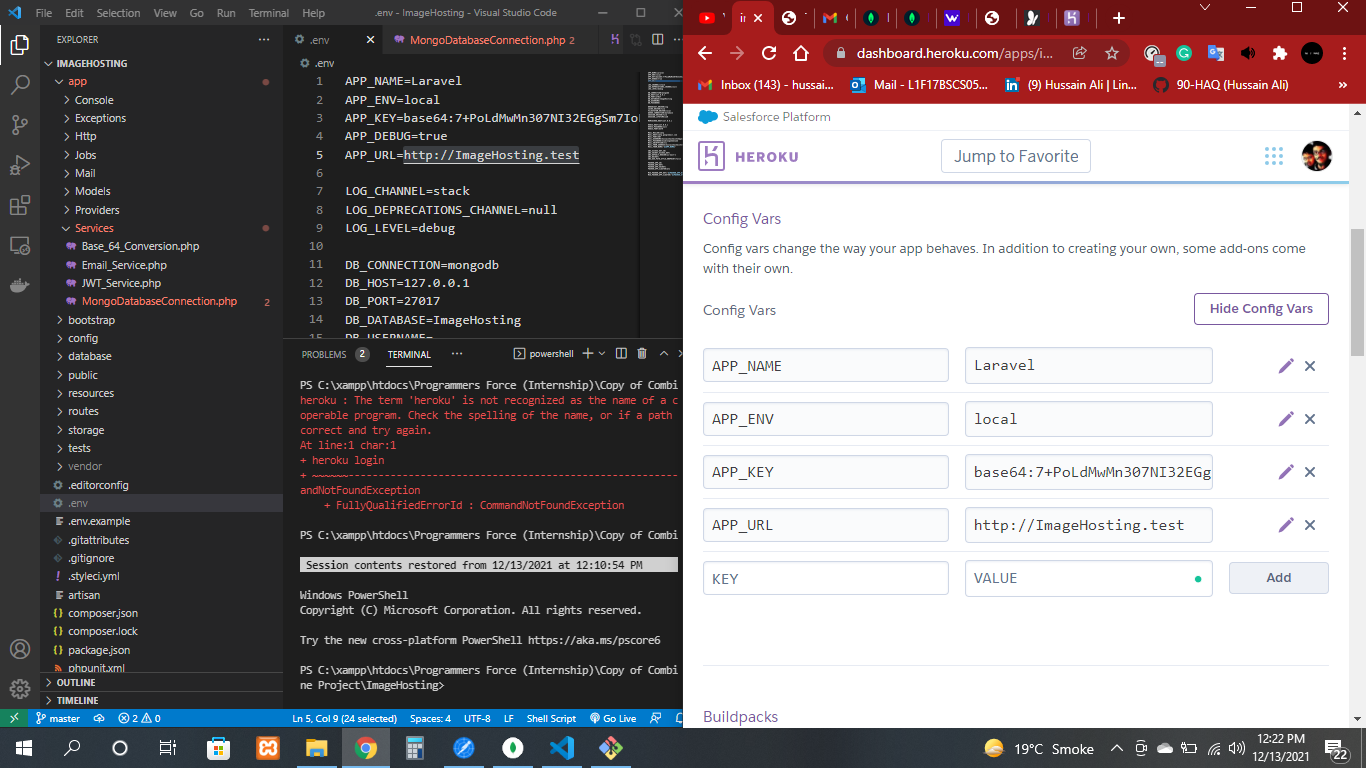 File Edit Selection View Go Run Terminal Help .env - ImageHosting - Visual Studio Code
EXPLORER
IMAGEHOSTING
app
Console
Exceptions
Http
Jobs
Mail
Models
Providers
Services
Base_64_Conversion.php
Email_Service.php
JWT_Service.php
MongoDatabaseConnection.php 2
bootstrap
config
database
public
resources
routes
storage
tests
vendor
.editorconfig
.env
.env.example
.gitattributes
.gitignore
.styleci.yml
artisan
composer.json
composer.lock
package.json
phpunit.xml
OUTLINE
TIMELINE
.env MongoDatabaseConnection.php 2
.env
1 APP_NAME=Laravel
2 APP_ENV=local
3 APP_KEY=base64:7+PoLdMwMn307NI32EGgSm7Io
4 APP_DEBUG=true
5 APP_URL=http://ImageHosting.test
6
7 LOG_CHANNEL=stack
8 LOG_DEPRECATIONS_CHANNEL=null
9 LOG_LEVEL=debug
10
11 DB_CONNECTION=mongodb
12 DB_HOST=127.0.0.1
13 DB_PORT=27017
14 DB_DATABASE=ImageHosting
15 DB_USERNAME=
PROBLEMS 2 TERMINAL ... powershell
PS C:\xampp\htdocs\Programmers Force (Internship)\Copy of Combi
heroku : The term 'heroku' is not recognized as the name of a c
operable program. Check the spelling of the name, or if a path
correct and try again.
At line:1 char:1
+ heroku login
+ ~~~~~~
andNotFoundException
+ FullyQualifiedErrorId : CommandNotFoundException
PS C:\xampp\htdocs\Programmers Force (Internship)\Copy of Combi
Session contents restored from 12/13/2021 at 12:10:54 PM
Windows PowerShell
Copyright (C) Microsoft Corporation. All rights reserved.
Try the new cross-platform PowerShell https://aka.ms/pscore6
PS C:\xampp\htdocs\Programmers Force (Internship)\Copy of Combi
ne Project\ImageHosting>
master 2 0 Ln 5, Col 9 (24 selected) Spaces: 4 UTF-8 LF Shell Script Go Live
dashboard.heroku.com/apps/i...
Inbox (143) - hussai... Mail - L1F17BSCS05... (9) Hussain Ali | Lin... 90-HAQ (Hussain Ali) »
Salesforce Platform
HEROKU
Jump to Favorite
Config Vars
Config vars change the way your app behaves. In addition to creating your own, some add-ons come
with their own.
Config Vars
Hide Config Vars
APP_NAME Laravel
APP_ENV local
APP_KEY base64:7+PoLdMwMn307NI32EGg
APP_URL http://ImageHosting.test
KEY VALUE Add
Buildpacks
19°C Smoke
12:22 PM
12/13/2021
22